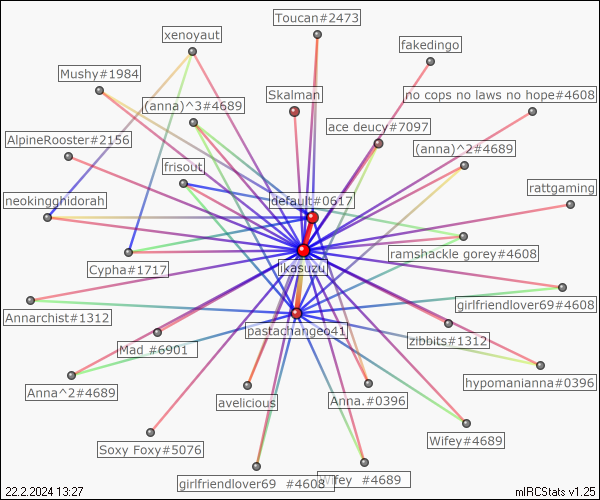 Toucan#2473
xenoyaut
fakedingo
Mushy#1984
Skalman
no cops no laws no hope#4608
(anna)^3#4689
ace deucy#7097
AlpineRooster#2156
(anna)^2#4689
frisout
rattgaming
neokingghidorah
default#0617
ramshackle gorey#4608
Cypha#1717
ikasuzu
girlfriendlover69#4608
Annarchist#1312
pastachangeo41
zibbits#1312
Mad #6901
hypomanianna#0396
Anna^2#4689
avelicious
Anna.#0396
Wifey#4689
Soxy Foxy#5076
girlfriendlover69 #4608
Wifey #4689
22.2.2024 13:27
mIRCStats v1.25